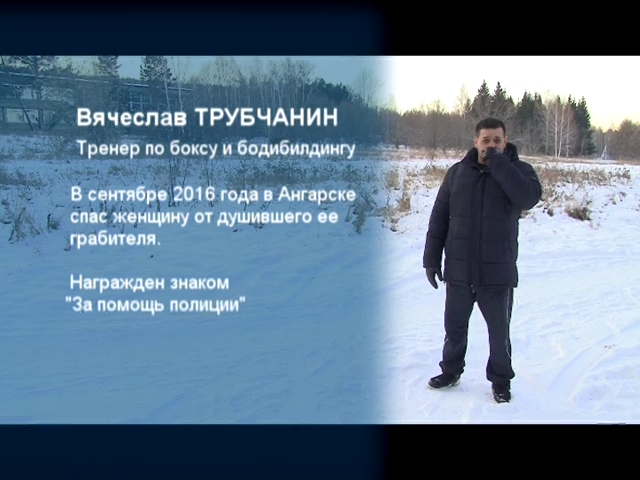 Вячеслав ТРУБЧАНИН
Тренер по боксу и бодибилдингу
В сентябре 2016 года в Ангарске
спас женщину от душившего ее
грабителя.
Награжден знаком
"За помощь полиции"